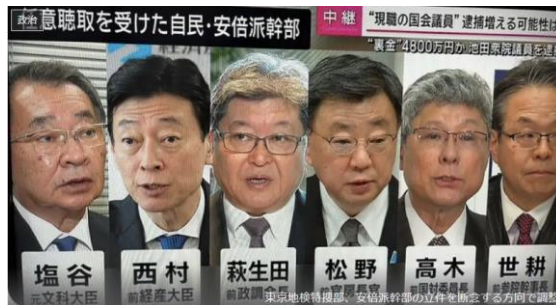 政治
意聴取を受けた自民・安倍派幹部
中継
“現職の国会議員”逮捕増える可能性は
“裏金”4800万円か 池田衆院議員を逮
塩谷
元文科大臣
西村
前経産大臣
萩生田
前政調会長
松野
前官房長官
高木
前国対委員長
世耕
前参院幹事長
東京地検特捜部、安倍派幹部の立件を断念する方向で調整